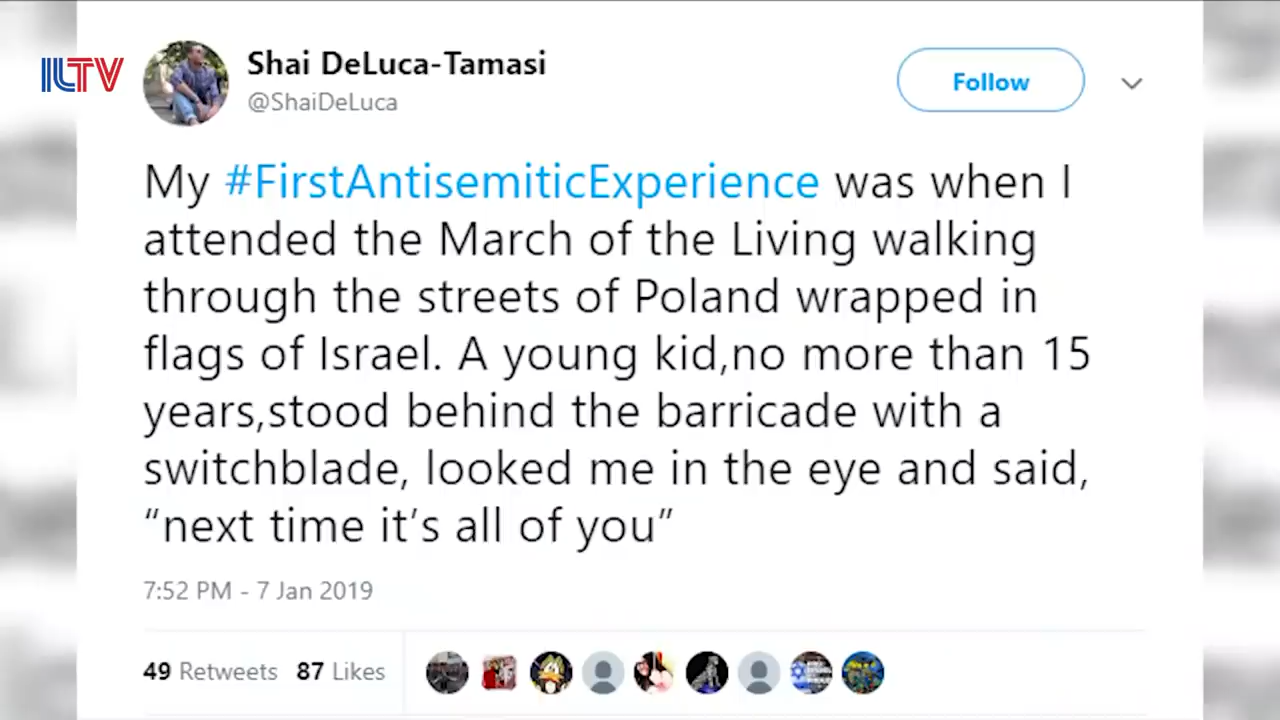 ILTV
Shai DeLuca-Tamasi
@ShaiDeLuca
Follow
My #FirstAntisemiticExperience was when I
attended the March of the Living walking
through the streets of Poland wrapped in
flags of Israel. A young kid,no more than 15
years,stood behind the barricade with a
switchblade, looked me in the eye and said,
“next time it’s all of you”
7:52 PM - 7 Jan 2019
49 Retweets 87 Likes